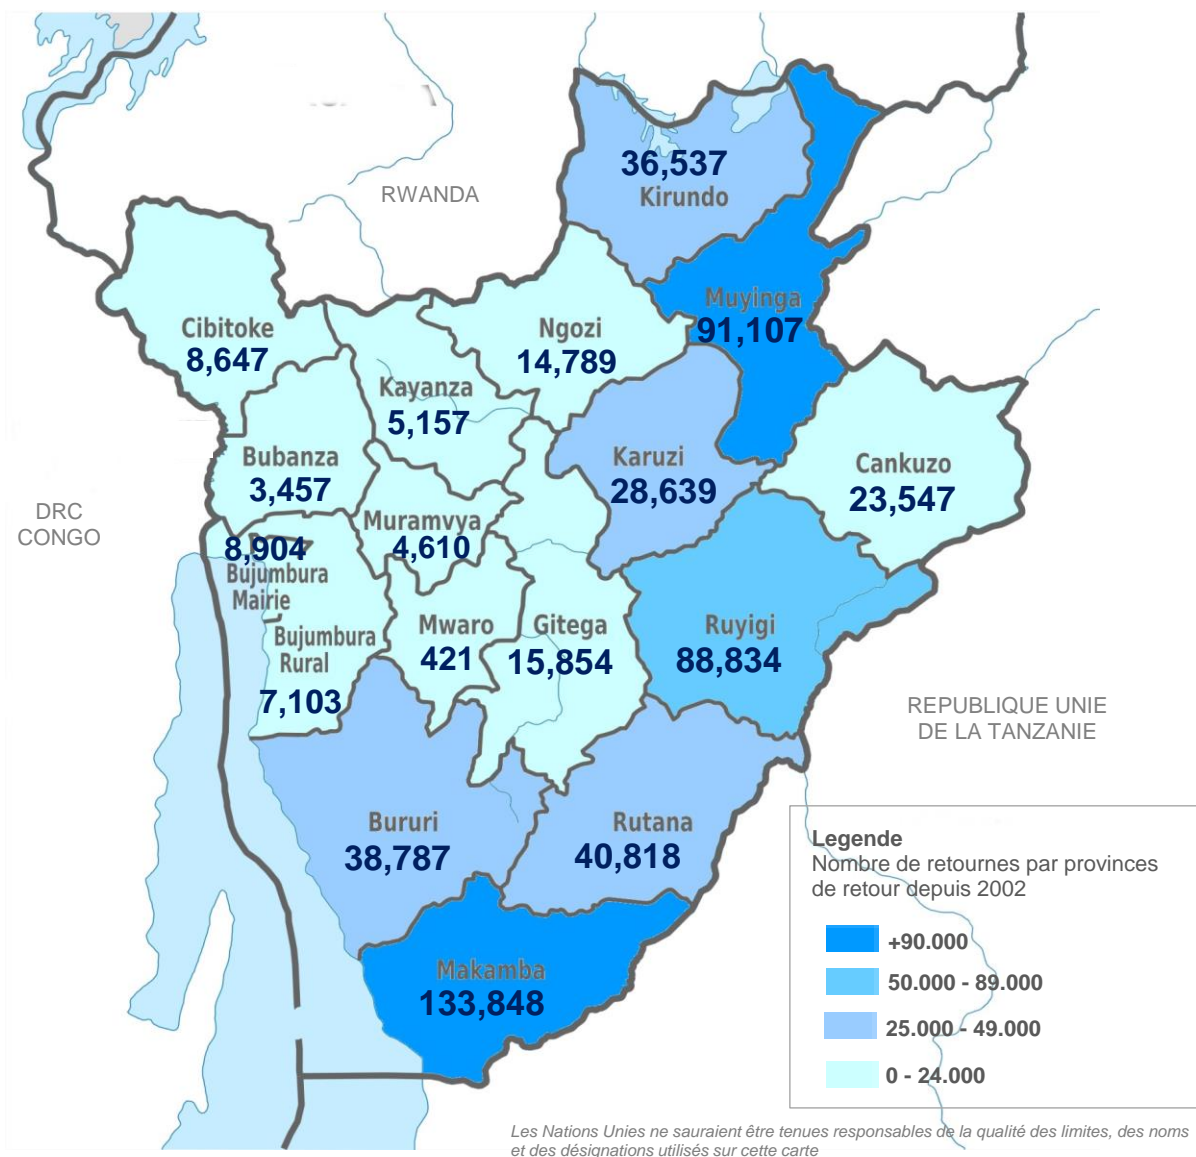 36,537
Kirundo
RWANDA
Muyinga
91,107
Cibitoke
8,647
Ngozi
14,789
Kayanza
5,157
Bubanza
3,457
Karuzi
28,639
Cankuzo
23,547
DRC
CONGO
Muramvya
4,610
8,904
Bujumbura
Mairie
Bujumbura
Rural
7,103
Mwaro
421
Gitega
15,854
Ruyigi
88,834
REPUBLIQUE UNIE
DE LA TANZANIE
Bururi
38,787
Rutana
40,818
Makamba
133,848
Legende
Nombre de retournes par provinces
de retour depuis 2002
+90.000
50.000 - 89.000
25.000 - 49.000
0 - 24.000
Les Nations Unies ne sauraient être tenues responsables de la qualité des limites, des noms
et des désignations utilisés sur cette carte